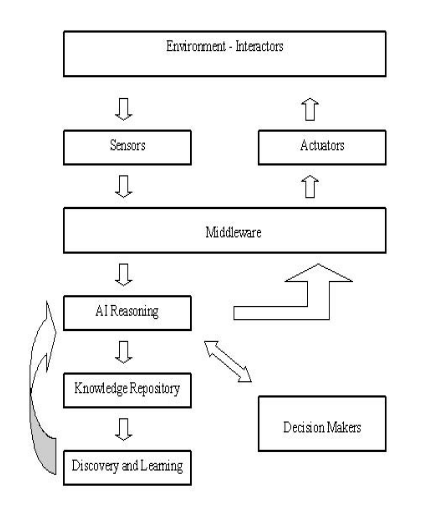 Environment - Interactors
Sensors
Actuators
Middleware
AI Reasoning
Knowledge Repository
Decision Makers
Discovery and Learning